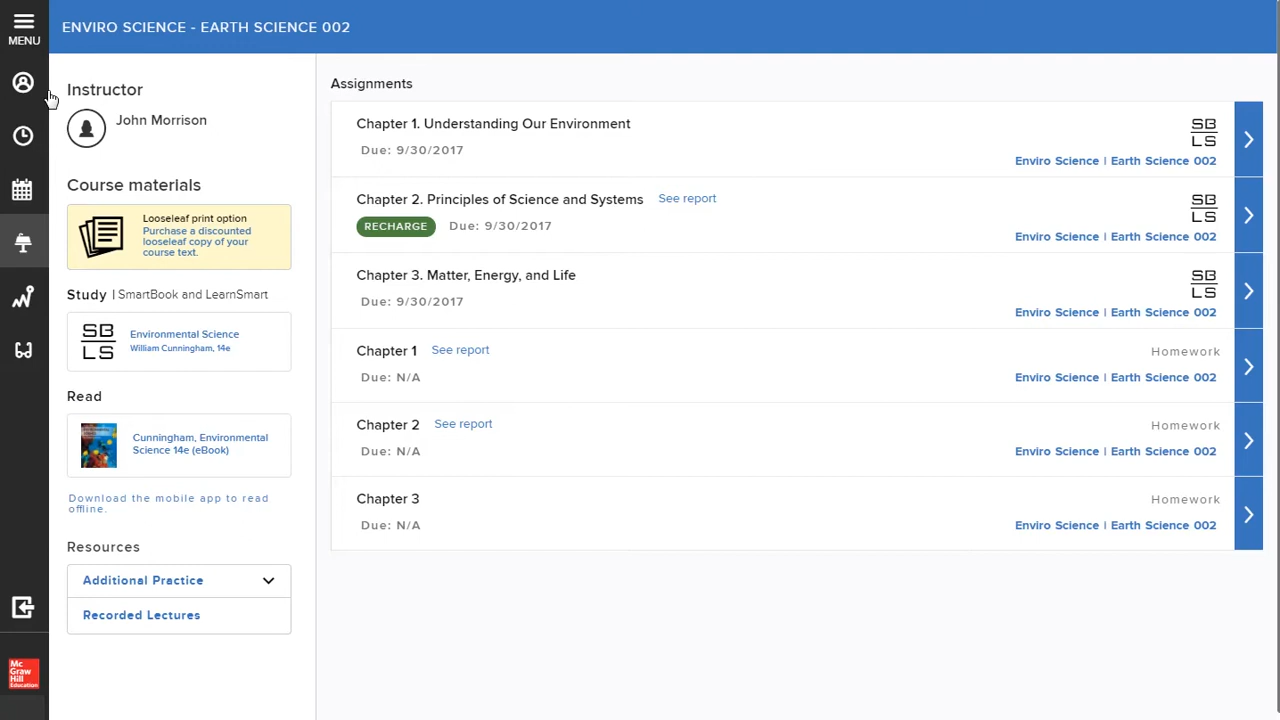 MENU
ENVIRO SCIENCE - EARTH SCIENCE 002
Instructor
John Morrison
Course materials
Looseleaf print option
Purchase a discounted
looseleaf copy of your
course text.
Study | SmartBook and LearnSmart
SB
LS
Environmental Science
William Cunningham, 14e
Read
Cunningham, Environmental
Science 14e (eBook)
Download the mobile app to read
offline.
Resources
Additional Practice
Recorded Lectures
Mc
Graw
Hill
Education
Assignments
Chapter 1. Understanding Our Environment
Due: 9/30/2017
SB
LS
Enviro Science | Earth Science 002
Chapter 2. Principles of Science and Systems See report
RECHARGE Due: 9/30/2017
SB
LS
Enviro Science | Earth Science 002
Chapter 3. Matter, Energy, and Life
Due: 9/30/2017
SB
LS
Enviro Science | Earth Science 002
Chapter 1 See report Homework
Due: N/A Enviro Science | Earth Science 002
Chapter 2 See report Homework
Due: N/A Enviro Science | Earth Science 002
Chapter 3 Homework
Due: N/A Enviro Science | Earth Science 002